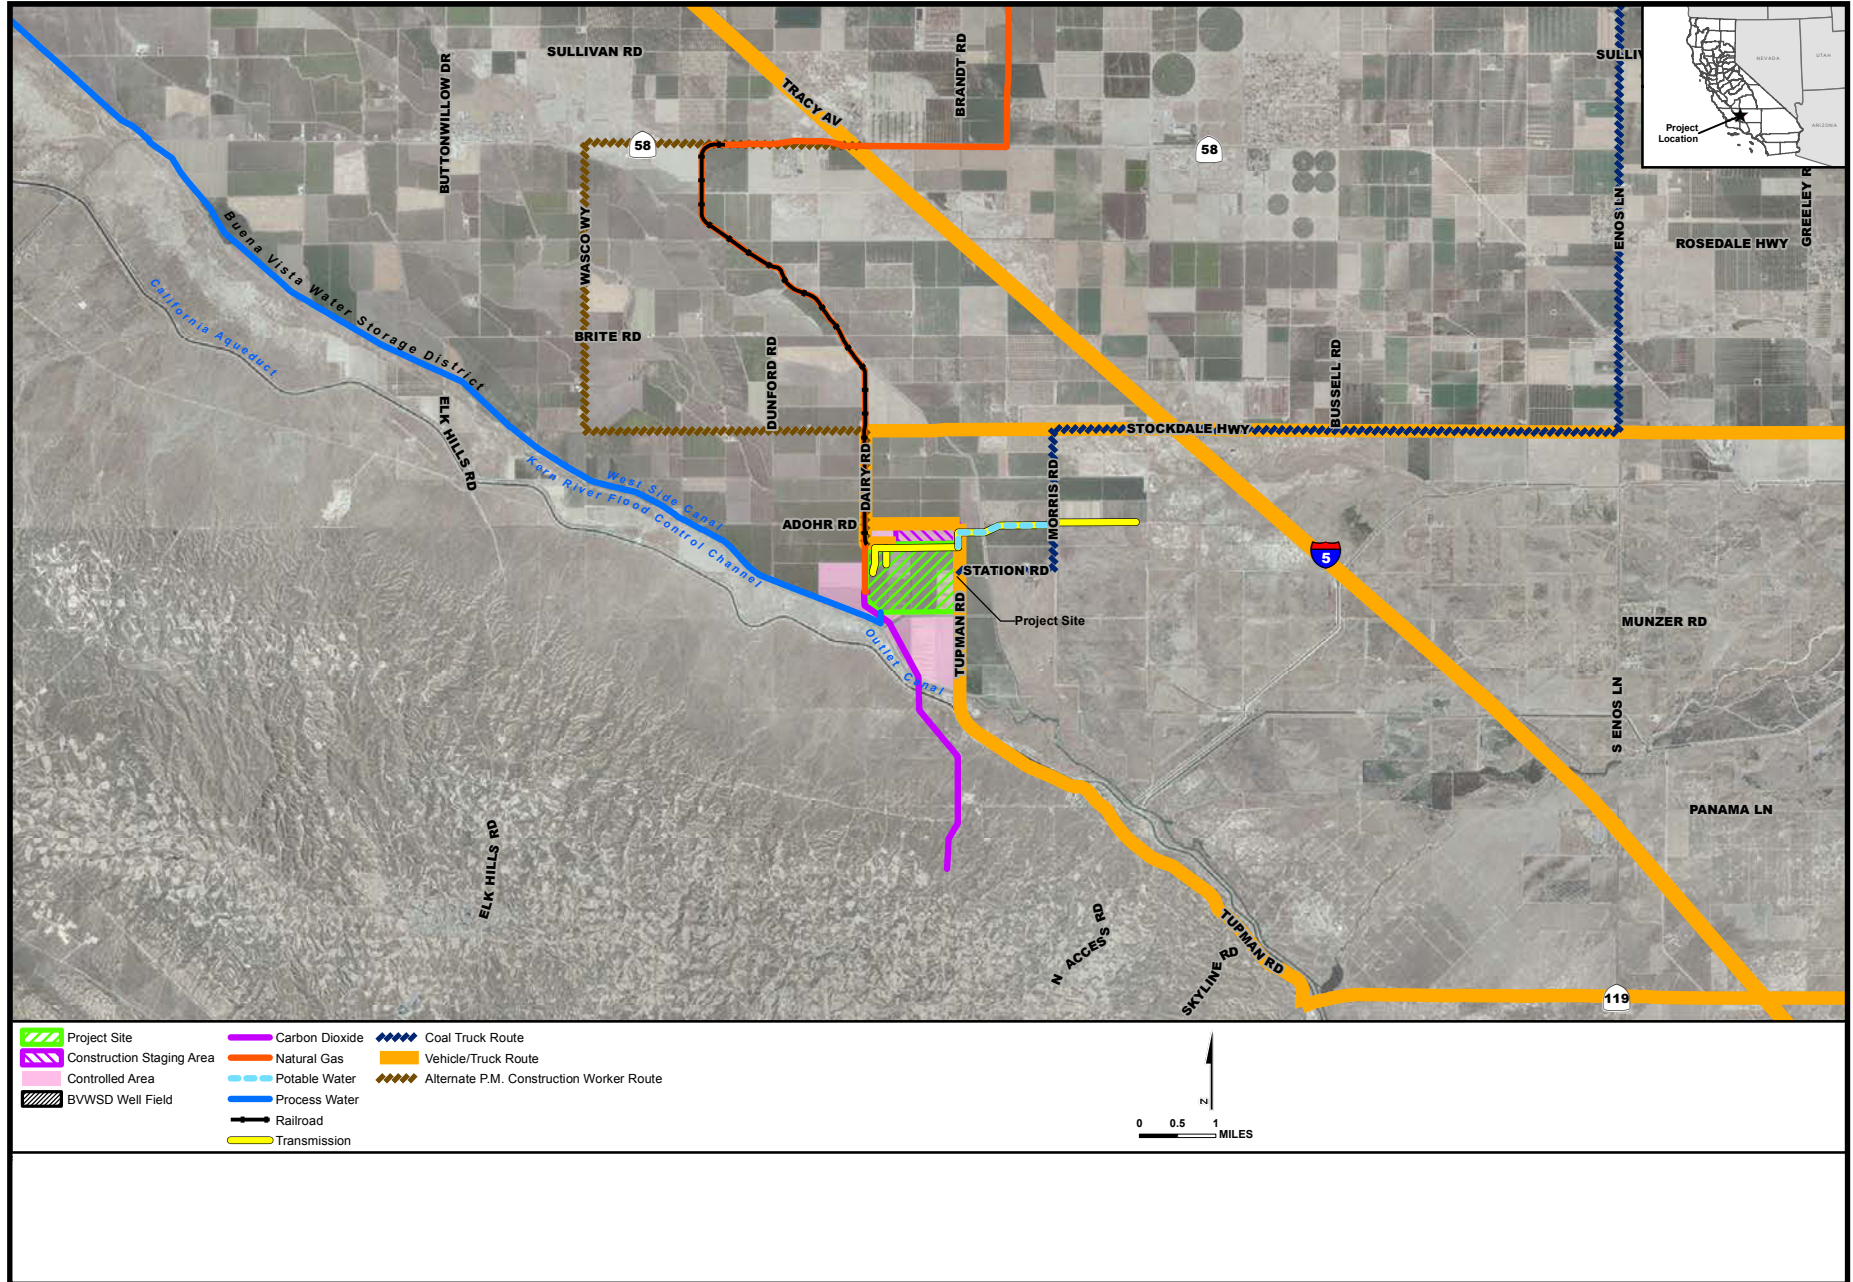 SULLIVAN RD
BUTTONWILLOW DR
BRANDT RD
TRACY AV
58
58
SULLIV
ENOS LN
GREELEY R
ROSEDALE HWY
NEVADA
UTAH
ARIZONA
Project
Location
WASCO WY
Buena Vista Water Storage District
California Aqueduct
BRITE RD
DUNFORD RD
BUSSELL RD
ELK HILLS RD
STOCKDALE HWY
DAIRY RD
MORRIS RD
West Side Canal
Kern River Flood Control Channel
ADOHR RD
STATION RD
5
Project Site
TUPMAN RD
Outlet Canal
MUNZER RD
S ENOS LN
PANAMA LN
ELK HILLS RD
N ACCESS RD
SKYLINE RD
TUPMAN RD
119
Project Site
Construction Staging Area
Controlled Area
BVWSD Well Field
Carbon Dioxide
Natural Gas
Potable Water
Process Water
Railroad
Transmission
Coal Truck Route
Vehicle/Truck Route
Alternate P.M. Construction Worker Route
N
0 0.5 1
MILES